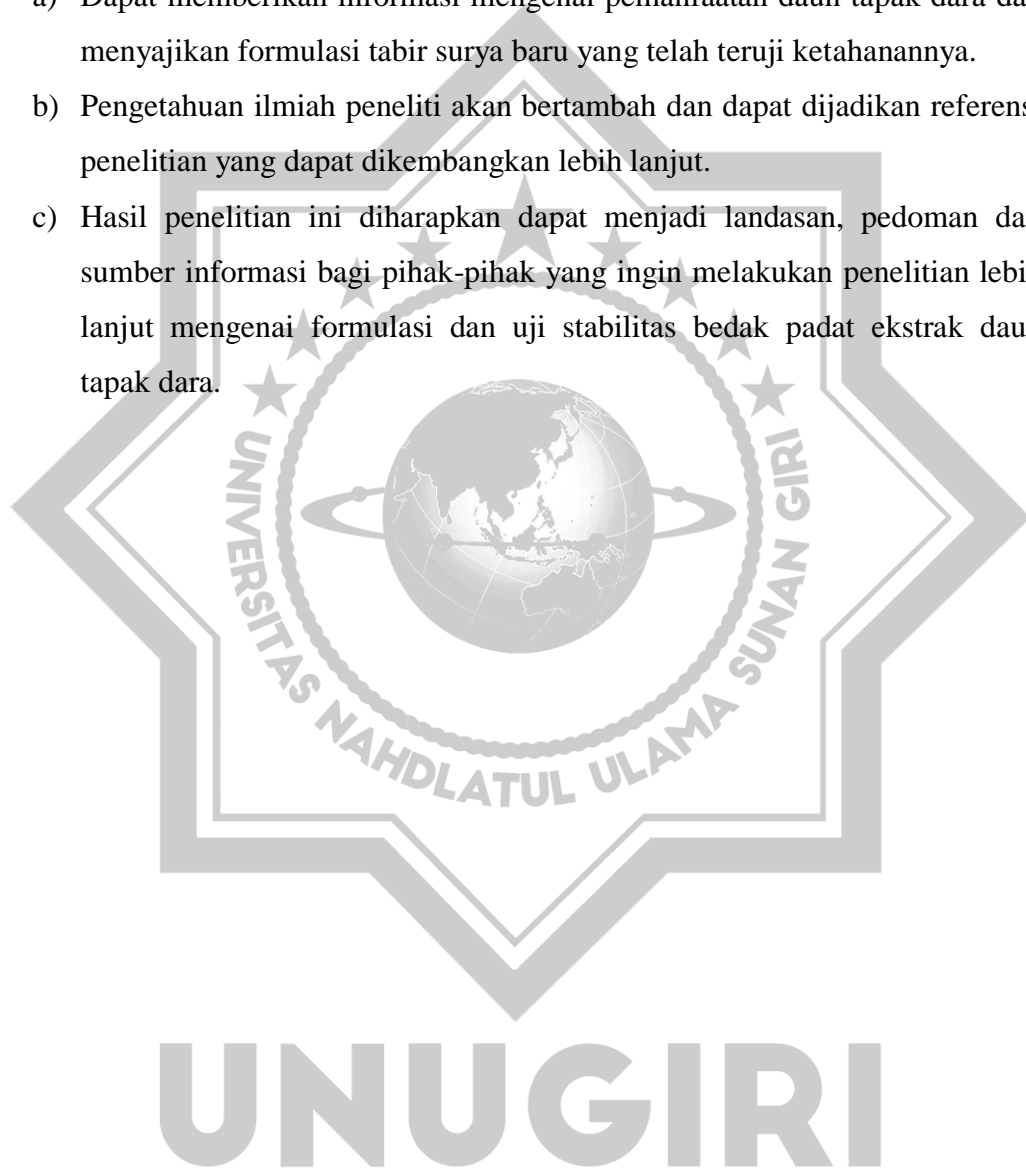 a) Dapat memberikan informasi mengenai pemanfaatan daun tapak dara da
menyajikan formulasi tabir surya baru yang telah teruji ketahanannya.
b) Pengetahuan ilmiah peneliti akan bertambah dan dapat dijadikan referens
penelitian yang dapat dikembangkan lebih lanjut.
c) Hasil penelitian ini diharapkan dapat menjadi landasan, pedoman da
sumber informasi bagi pihak-pihak yang ingin melakukan penelitian lebi
lanjut mengenai formulasi dan uji stabilitas bedak padat ekstrak dau
tapak dara.
UNIVERSITAS NAHDLATUL ULAMA SUNAN GIRI
UNUGIRI